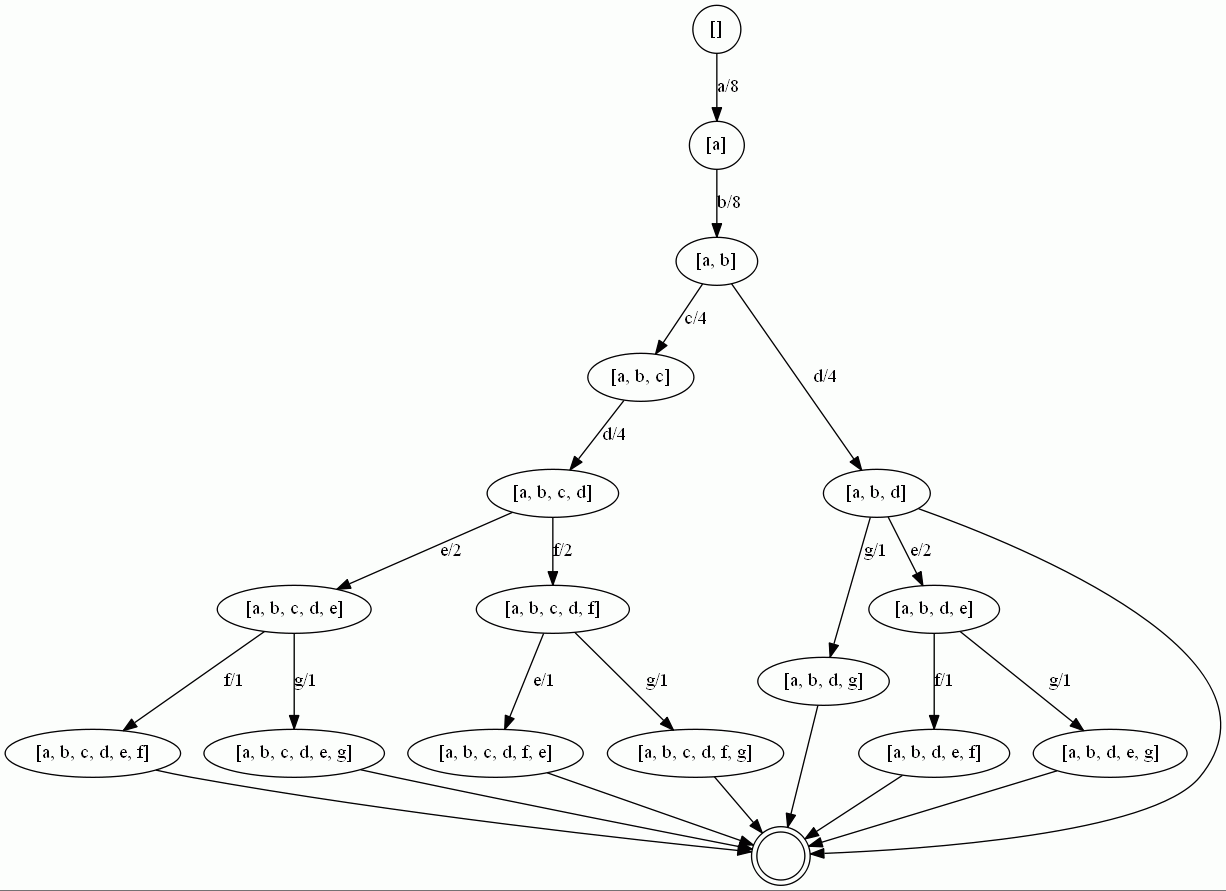 []
a/8
[a]
b/8
[a, b]
c/4
[a, b, c]
d/4
d/4
[a, b, c, d]
[a, b, d]
e/2
f/2
g/1
e/2
[a, b, c, d, e]
[a, b, c, d, f]
[a, b, d, e]
f/1
g/1
e/1
g/1
[a, b, d, g]
f/1
g/1
[a, b, c, d, e, f]
[a, b, c, d, e, g]
[a, b, c, d, f, e]
[a, b, c, d, f, g]
[a, b, d, e, f]
[a, b, d, e, g]